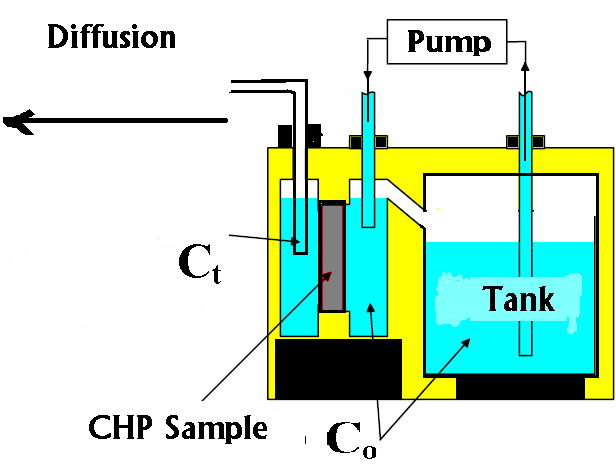 Diffusion
Pump
Ct
Tank
CHP Sample
Co